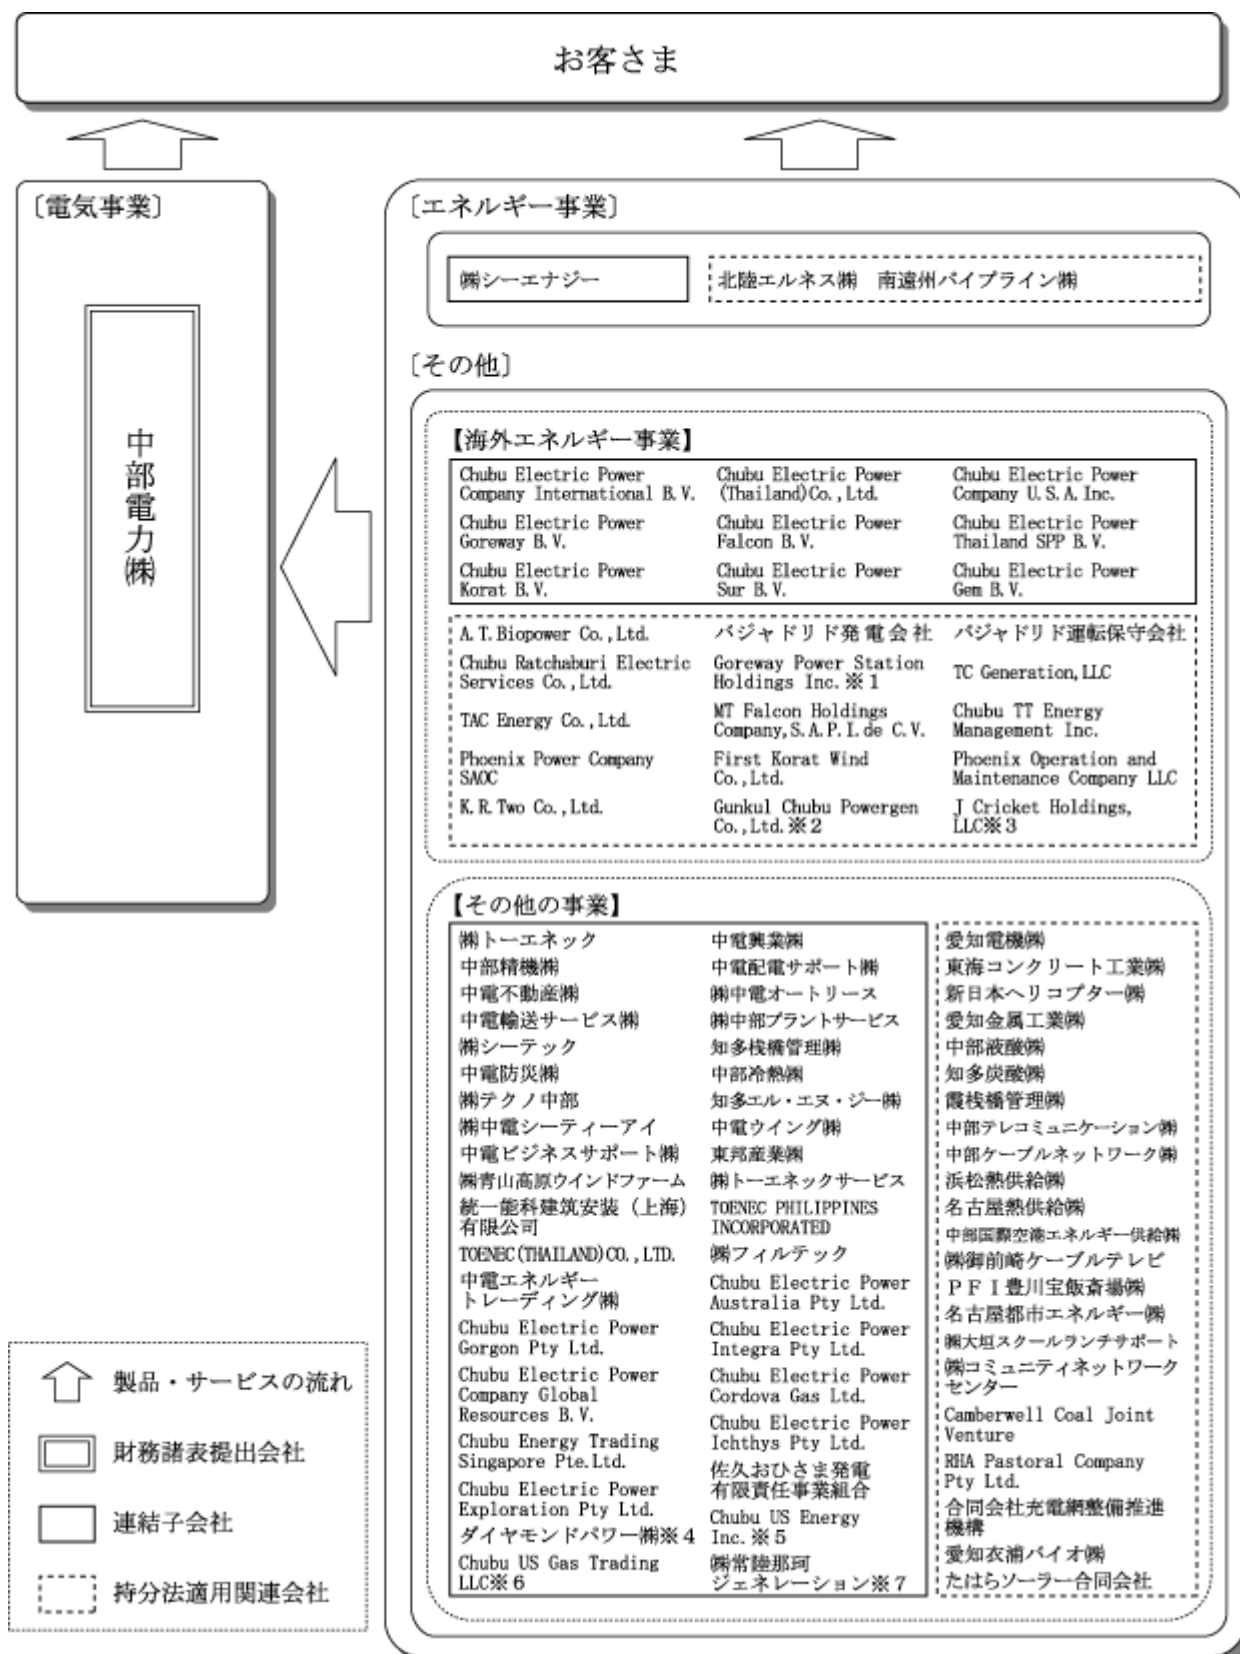 お客さま
〔電気事業〕
中部電力㈱
〔エネルギー事業〕
㈱シーエナジー
北陸エルネス㈱　南遠州パイプライン㈱
〔その他〕
【海外エネルギー事業】
Chubu Electric Power
Company International B.V.
Chubu Electric Power
(Thailand)Co.,Ltd.
Chubu Electric Power
Company U.S.A. Inc.
Chubu Electric Power
Goreway B.V.
Chubu Electric Power
Falcon B.V.
Chubu Electric Power
Thailand SPP B.V.
Chubu Electric Power
Korat B.V.
Chubu Electric Power
Sur B.V.
Chubu Electric Power
Gem B.V.
A.T.Biopower Co.,Ltd.
バジャドリド発電会社
バジャドリド運転保守会社
Chubu Ratchaburi Electric
Services Co.,Ltd.
Goreway Power Station
Holdings Inc.※1
TC Generation,LLC
TAC Energy Co.,Ltd.
MT Falcon Holdings
Company,S.A.P.I.de C.V.
Chubu TT Energy
Management Inc.
Phoenix Power Company
SAOC
First Korat Wind
Co.,Ltd.
Phoenix Operation and
Maintenance Company LLC
K.R.Two Co.,Ltd.
Gunkul Chubu Powergen
Co.,Ltd.※2
J Cricket Holdings,
LLC※3
【その他の事業】
㈱トーエネック
中部精機㈱
中電不動産㈱
中電輸送サービス㈱
㈱シーテック
中電防災㈱
㈱テクノ中部
㈱中電シーティーアイ
中電ビジネスサポート㈱
㈱青山高原ウインドファーム
統一能科建筑安装（上海）
有限公司
TOENEC(THAILAND)CO.,LTD.
中電エネルギー
トレーディング㈱
Chubu Electric Power
Gorgon Pty Ltd.
Chubu Electric Power
Company Global
Resources B.V.
Chubu Energy Trading
Singapore Pte.Ltd.
Chubu Electric Power
Exploration Pty Ltd.
ダイヤモンドパワー㈱※4
Chubu US Gas Trading
LLC※6
中電興業㈱
中電配電サポート㈱
㈱中電オートリース
㈱中部プラントサービス
知多桟橋管理㈱
中部冷熱㈱
知多エル・エヌ・ジー㈱
中電ウイング㈱
東邦産業㈱
㈱トーエネックサービス
TOENEC PHILIPPINES
INCORPORATED
㈱フィルテック
Chubu Electric Power
Australia Pty Ltd.
Chubu Electric Power
Integra Pty Ltd.
Chubu Electric Power
Cordova Gas Ltd.
Chubu Electric Power
Ichthys Pty Ltd.
佐久おひさま発電
有限責任事業組合
Chubu US Energy
Inc.※5
㈱常陸那珂
ジェネレーション※7
愛知電機㈱
東海コンクリート工業㈱
新日本ヘリコプター㈱
愛知金属工業㈱
中部液酸㈱
知多炭酸㈱
霞桟橋管理㈱
中部テレコミュニケーション㈱
中部ケーブルネットワーク㈱
浜松熱供給㈱
名古屋熱供給㈱
中部国際空港エネルギー供給㈱
㈱御前崎ケーブルテレビ
ＰＦＩ豊川宝飯斎場㈱
名古屋都市エネルギー㈱
㈱大垣スクールランチサポート
㈱コミュニティネットワーク
センター
Camberwell Coal Joint
Venture
RHA Pastoral Company
Pty Ltd.
合同会社充電網整備推進
機構
愛知衣浦バイオ㈱
たはらソーラー合同会社
製品・サービスの流れ
財務諸表提出会社
連結子会社
持分法適用関連会社